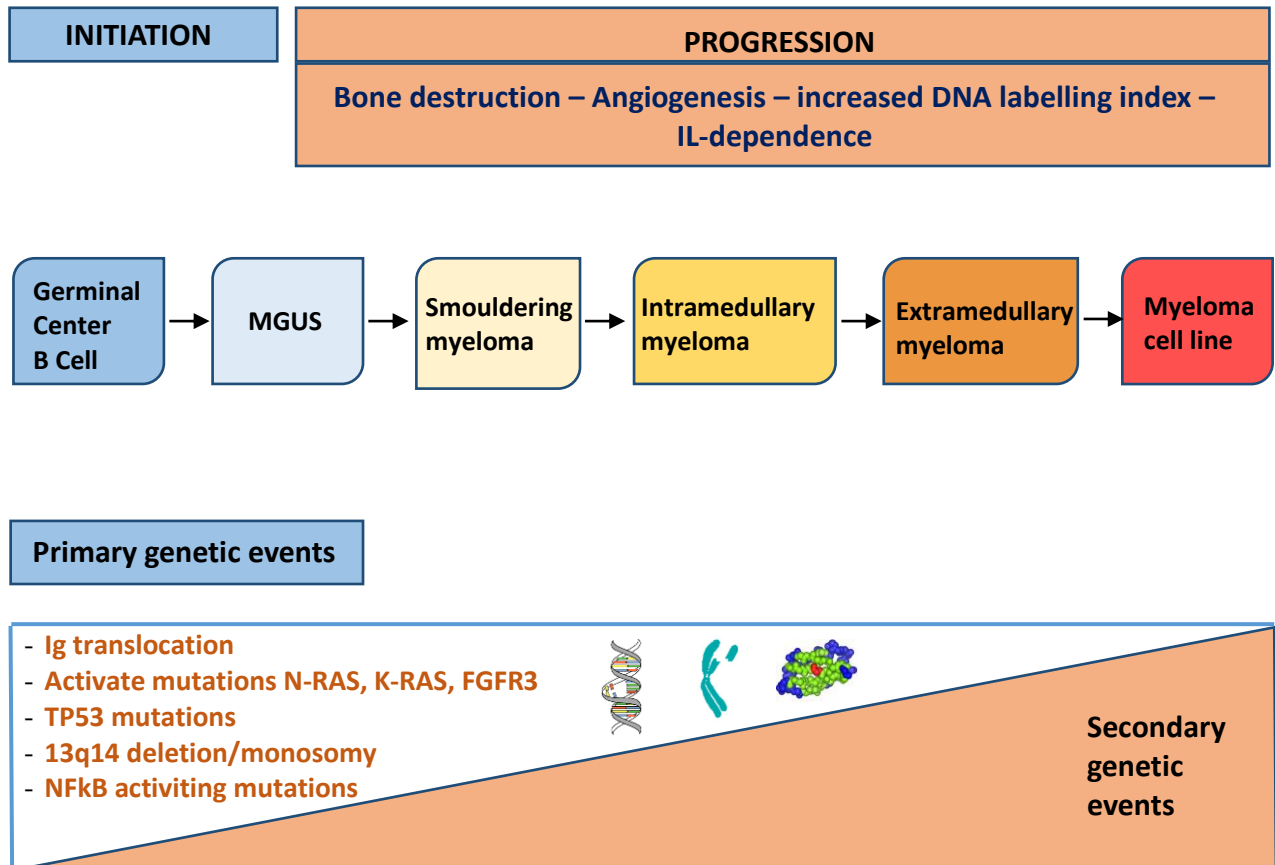 INITIATION
PROGRESSION
Bone destruction – Angiogenesis – increased DNA labelling index –
IL-dependence
Germinal
Center
B Cell
MGUS
Smouldering
myeloma
Intramedullary
myeloma
Extramedullary
myeloma
Myeloma
cell line
Primary genetic events
- Ig translocation
- Activate mutations N-RAS, K-RAS, FGFR3
- TP53 mutations
- 13q14 deletion/monosomy
- NFkB activiting mutations
Secondary
genetic
events